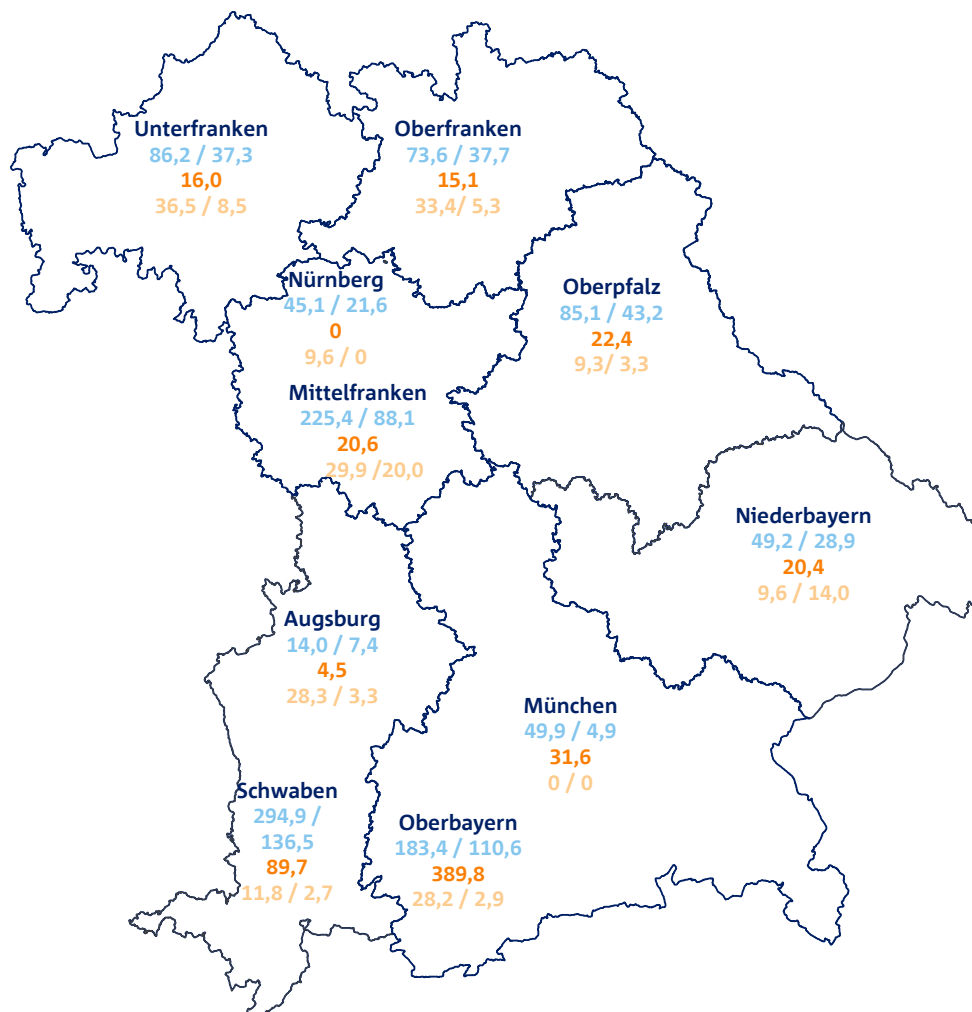 Unterfranken
86,2 / 37,3
16,0
36,5 / 8,5
Oberfranken
73,6 / 37,7
15,1
33,4/ 5,3
Nürnberg
45,1 / 21,6
0
9,6 / 0
Oberpfalz
85,1 / 43,2
22,4
9,3/ 3,3
Mittelfranken
225,4 / 88,1
20,6
29,9 /20,0
Niederbayern
49,2 / 28,9
20,4
9,6 / 14,0
Augsburg
14,0 / 7,4
4,5
28,3 / 3,3
München
49,9 / 4,9
31,6
0 / 0
Schwaben
294,9 /
136,5
89,7
11,8 / 2,7
Oberbayern
183,4 / 110,6
389,8
28,2 / 2,9